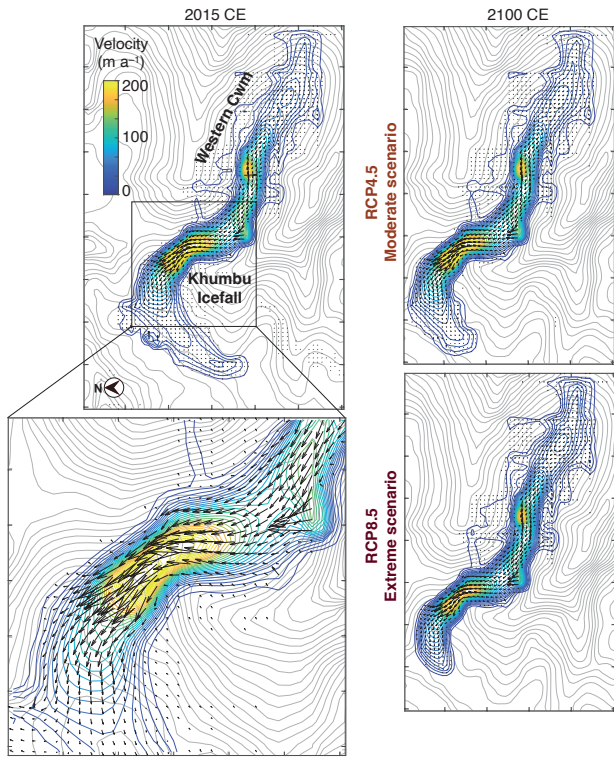 2015 CE
2100 CE
Velocity
(m a⁻¹)
200
100
0
Western Cwm
Khumbu
Icefall
N
RCP4.5
Moderate scenario
RCP8.5
Extreme scenario